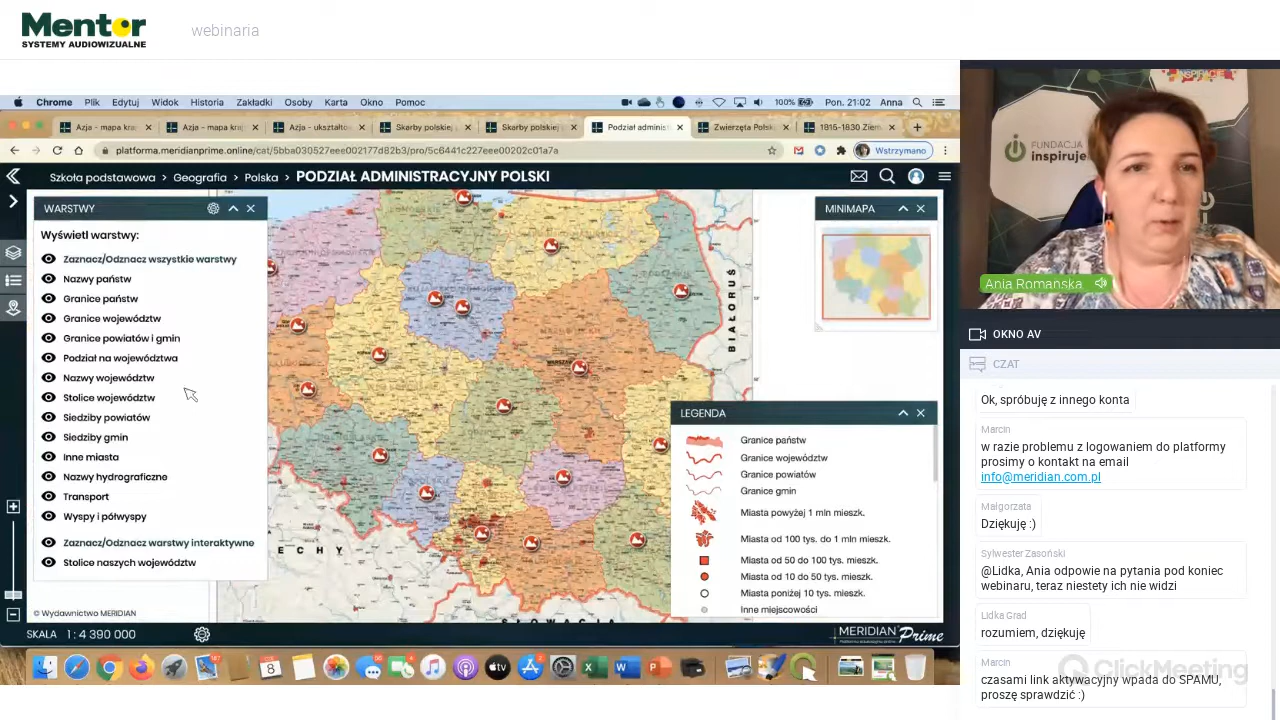 Mentor
SYSTEMY AUDIOWIZUALNE
webinaria
Chrome Plik Edytuj Widok Historia Zakładki Osoby Karta Okno Pomoc
100% Pon. 21:02 Anna
Azja - mapa kraj
Azja - mapa kraj
Azja - ukształto
Skarby polskiej
Skarby polskiej
Podział adminis
Zwierzęta Polsk
1815-1830 Ziem
platforma.meridianprime.online/cat/5bba030527eee002177d82b3/pro/5c6441c227eee00202c01a7a
Wstrzymano
Szkoła podstawowa > Geografia > Polska > PODZIAŁ ADMINISTRACYJNY POLSKI
WARSTWY
Wyświetl warstwy:
Zaznacz/Odznacz wszystkie warstwy
Nazwy państw
Granice państw
Granice województw
Granice powiatów i gmin
Podział na województwa
Nazwy województw
Stolice województw
Siedziby powiatów
Siedziby gmin
Inne miasta
Nazwy hydrograficzne
Transport
Wyspy i półwyspy
Zaznacz/Odznacz warstwy interaktywne
Stolice naszych województw
© Wydawnictwo MERIDIAN
SKALA 1 : 4 390 000
MINIMAPA
BIAŁORUŚ
WARSZAWA
ECHY
SŁOWACJA
LEGENDA
Granice państw
Granice województw
Granice powiatów
Granice gmin
Miasta powyżej 1 mln mieszk.
Miasta od 100 tys. do 1 mln mieszk.
Miasta od 50 do 100 tys. mieszk.
Miasta od 10 do 50 tys. mieszk.
Miasta poniżej 10 tys. mieszk.
Inne miejscowości
MERIDIAN Prime
FUNDACJA
inspiruje
Ania Romańska
OKNO AV
CZAT
Ok, spróbuję z innego konta
Marcin
w razie problemu z logowaniem do platformy
prosimy o kontakt na email
info@meridian.com.pl
Małgorzata
Dziękuję :)
Sylwester Zasoński
@Lidka, Ania odpowie na pytania pod koniec
webinaru, teraz niestety ich nie widzi
Lidka Grad
rozumiem, dziękuję
Marcin
czasami link aktywacyjny wpada do SPAMU,
proszę sprawdzić :)
ClickMeeting